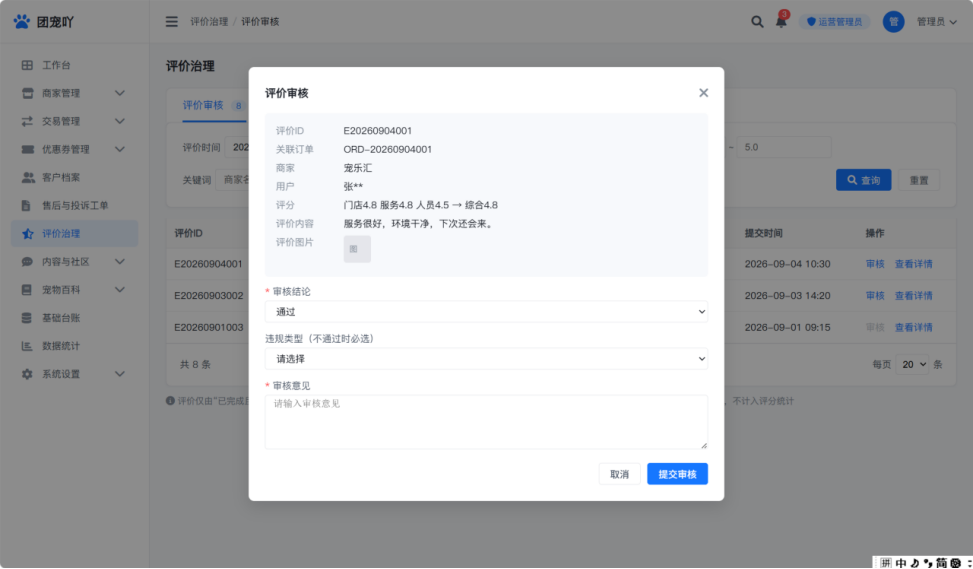 团宠吖
评价治理 / 评价审核
3
运营管理员
管
管理员
工作台
商家管理
交易管理
优惠券管理
客户档案
售后与投诉工单
评价治理
内容与社区
宠物百科
基础台账
数据统计
系统设置
评价治理
评价审核 8
评价时间 202
- 5.0
关键词 商家名
查询
重置
评价ID
提交时间
操作
E20260904001
2026-09-04 10:30
审核 查看详情
E20260903002
2026-09-03 14:20
审核 查看详情
E20260901003
2026-09-01 09:15
审核 查看详情
共 8 条
每页 20 条
评价仅由"已完成
，不计入评分统计
评价审核
评价ID E20260904001
关联订单 ORD-20260904001
商家 宠乐汇
用户 张**
评分 门店4.8 服务4.8 人员4.5 → 综合4.8
评价内容 服务很好，环境干净，下次还会来。
评价图片 图
* 审核结论
通过
违规类型（不通过时必选）
请选择
* 审核意见
请输入审核意见
取消
提交审核
拼 中 简